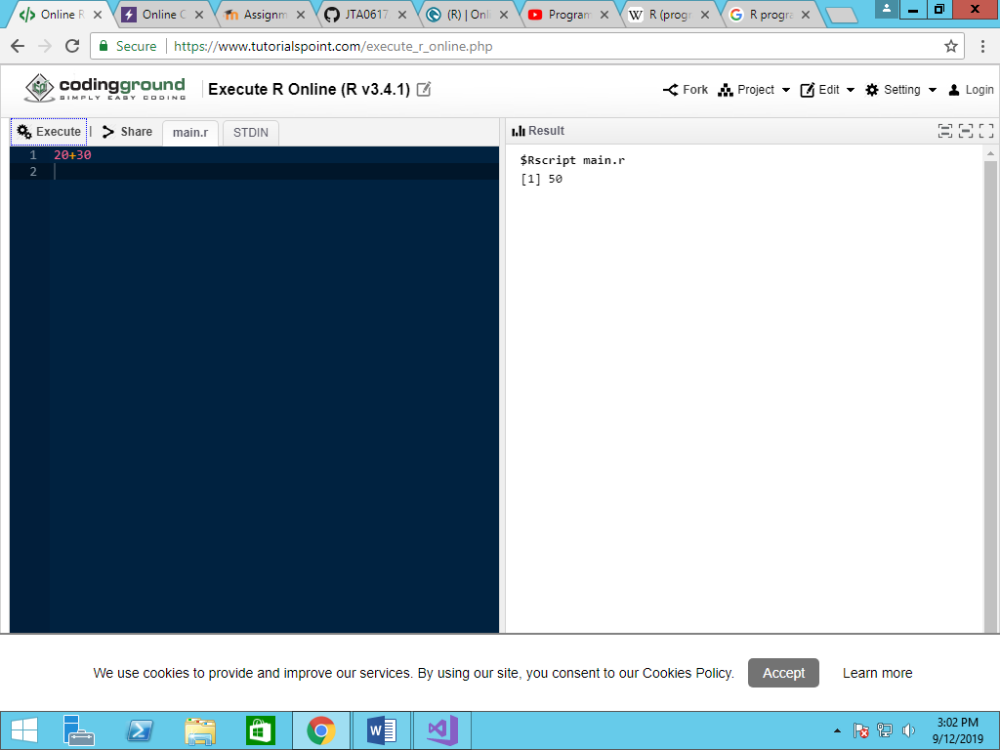 Online R
Online C
Assignm
JTA0617
(R) | Onli
Program
R (progr
R progra
Secure
https://www.tutorialspoint.com/execute_r_online.php
codingground
SIMPLY EASY CODING
Execute R Online (R v3.4.1)
Fork Project Edit Setting Login
Execute | Share main.r STDIN
Result
1 20+30
2
$Rscript main.r
[1] 50
We use cookies to provide and improve our services. By using our site, you consent to our Cookies Policy. Accept Learn more
3:02 PM
9/12/2019